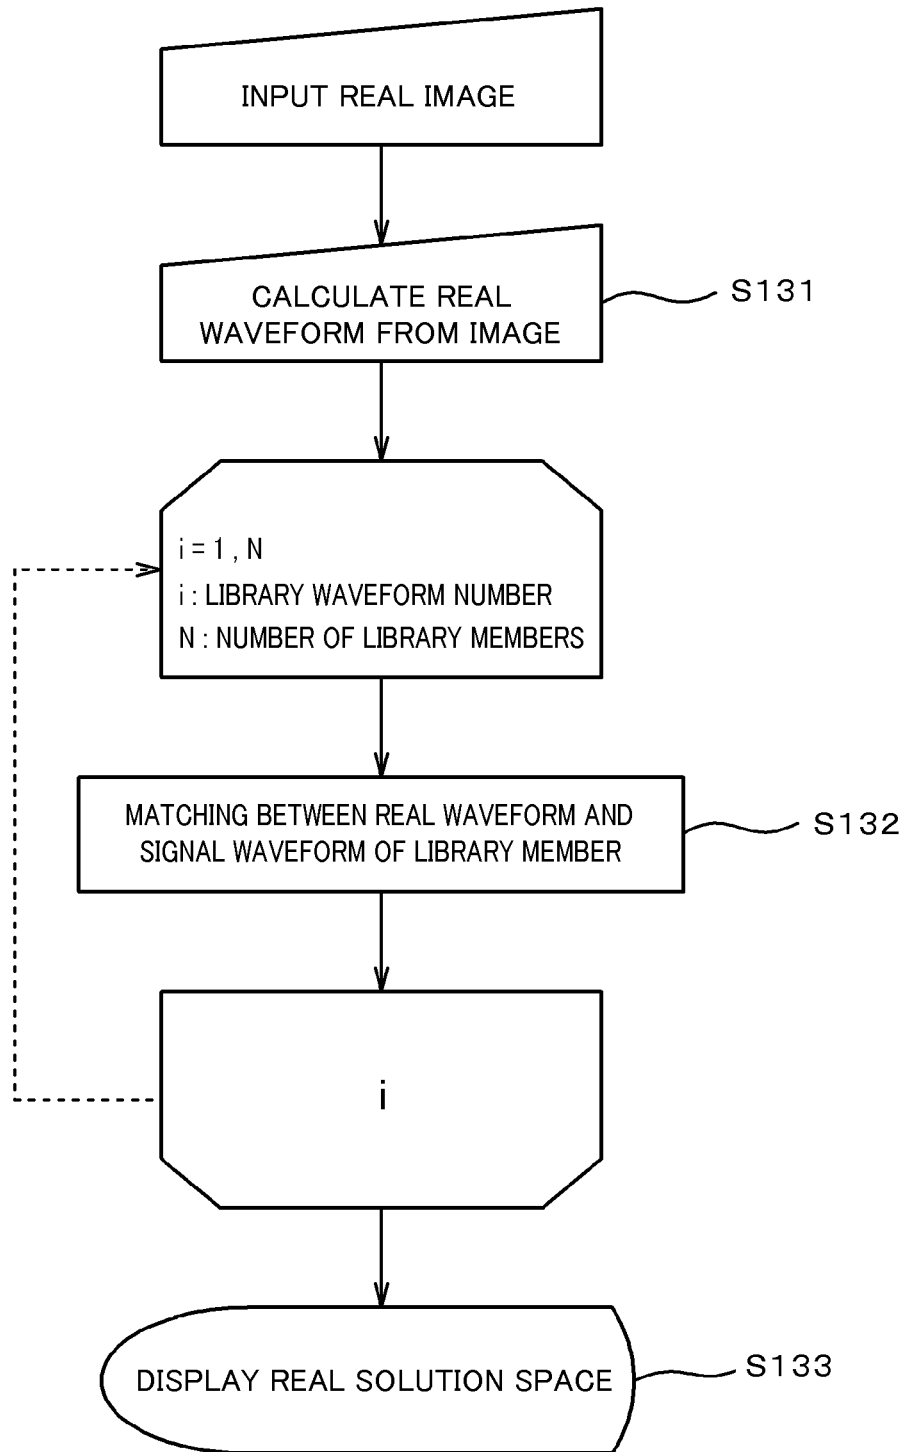 INPUT REAL IMAGE
CALCULATE REAL
WAVEFORM FROM IMAGE
S131
i = 1 , N
i : LIBRARY WAVEFORM NUMBER
N : NUMBER OF LIBRARY MEMBERS
MATCHING BETWEEN REAL WAVEFORM AND
SIGNAL WAVEFORM OF LIBRARY MEMBER
S132
i
DISPLAY REAL SOLUTION SPACE
S133